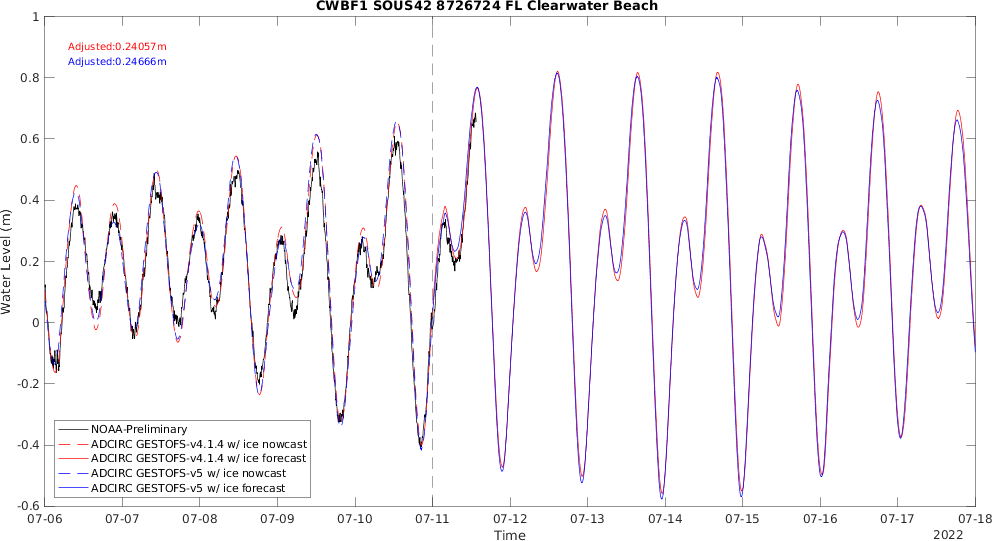 CWBF1 SOUS42 8726724 FL Clearwater Beach
Adjusted:0.24057m
Adjusted:0.24666m
Water Level (m)
1
0.8
0.6
0.4
0.2
0
-0.2
-0.4
-0.6
NOAA-Preliminary
ADCIRC GESTOFS-v4.1.4 w/ ice nowcast
ADCIRC GESTOFS-v4.1.4 w/ ice forecast
ADCIRC GESTOFS-v5 w/ ice nowcast
ADCIRC GESTOFS-v5 w/ ice forecast
07-06 07-07 07-08 07-09 07-10 07-11 07-12 07-13 07-14 07-15 07-16 07-17 07-18
Time
2022